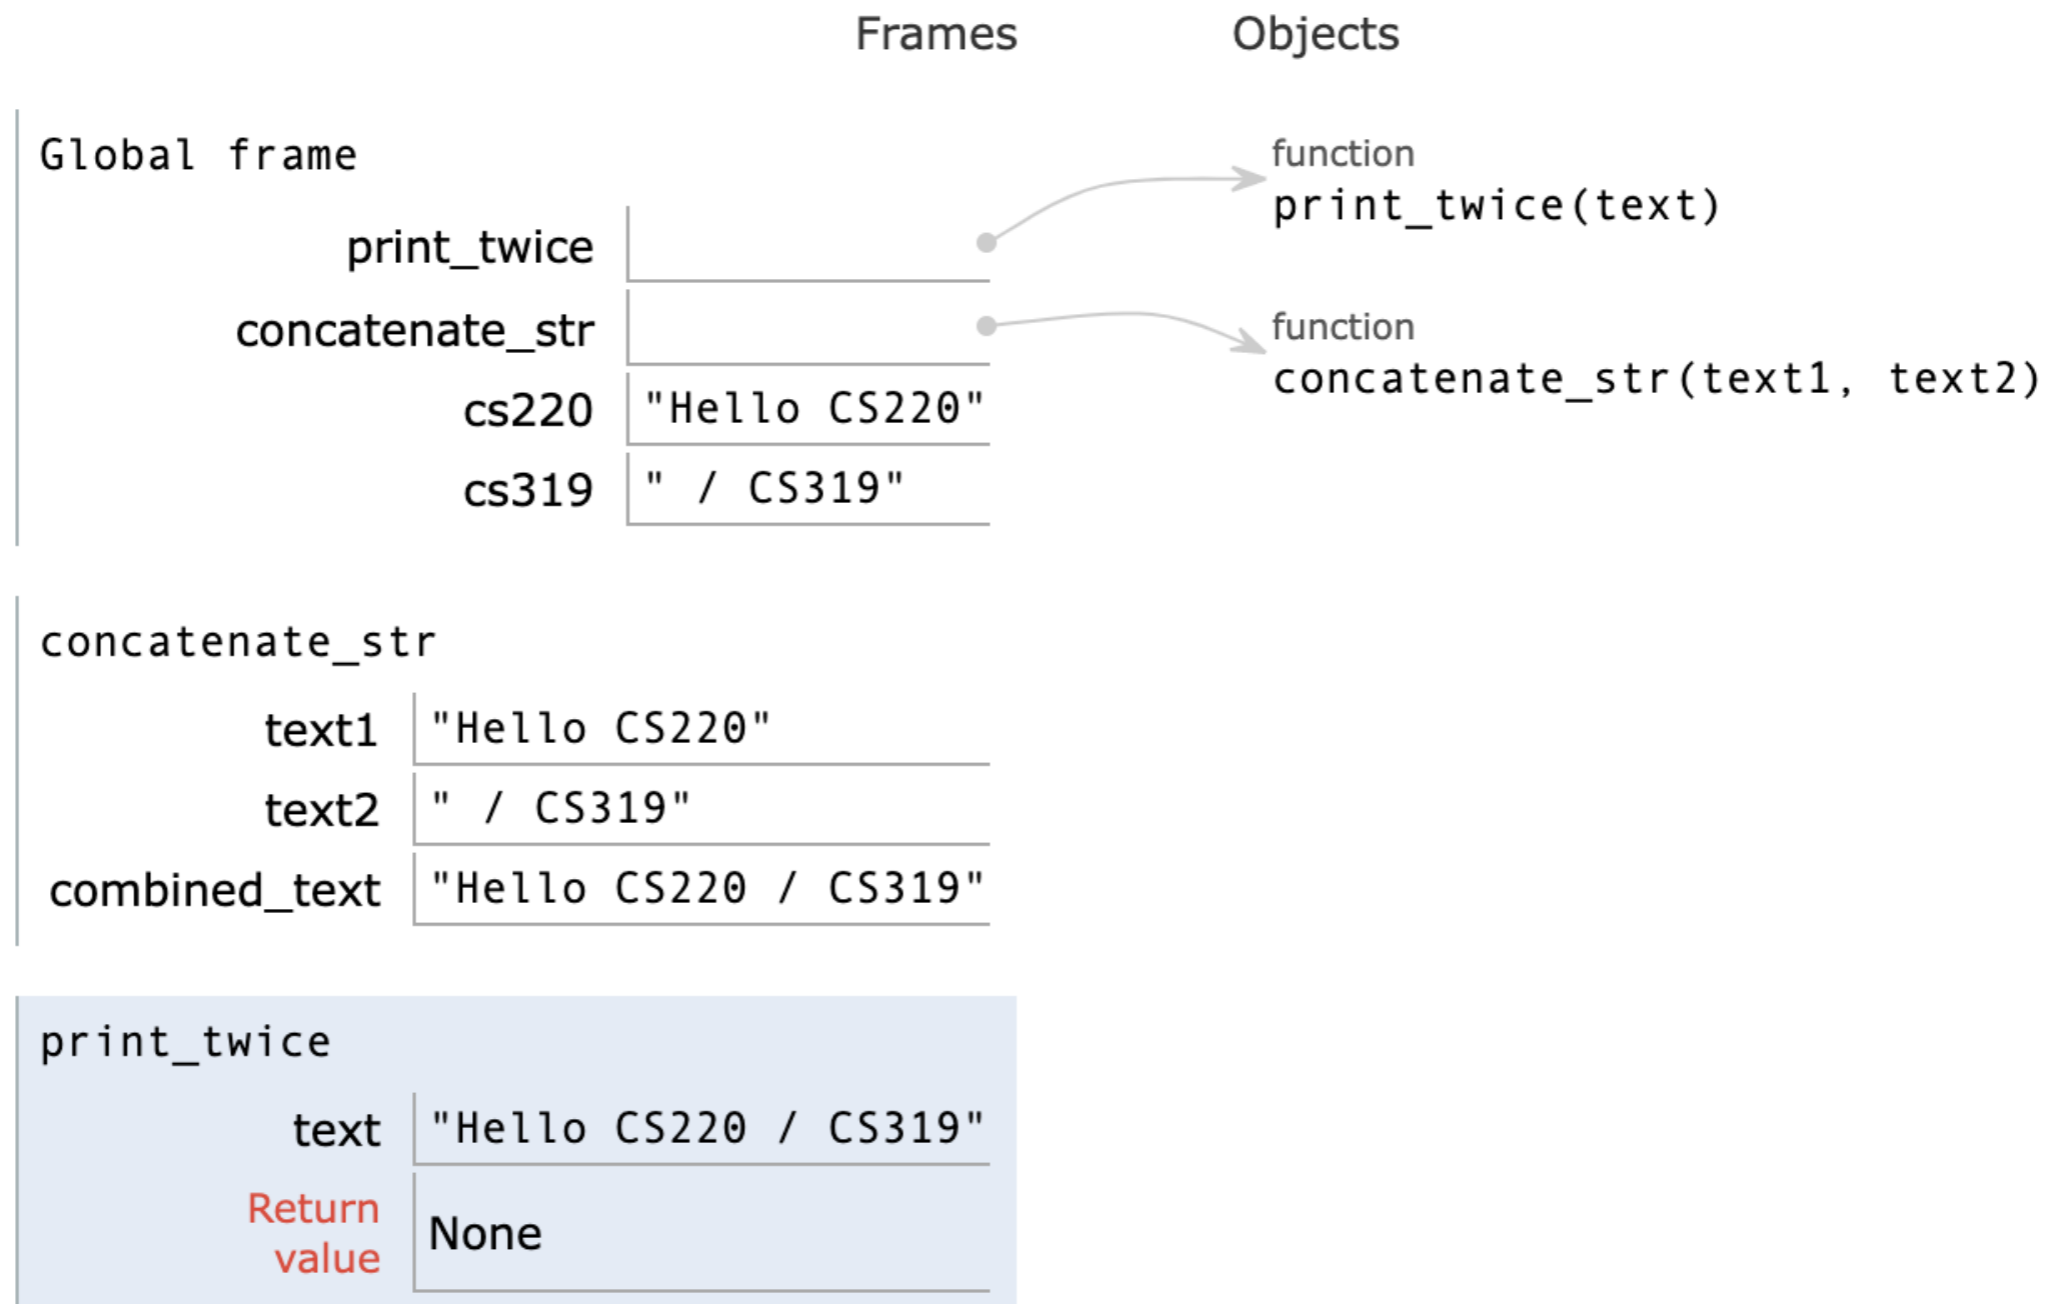 Frames Objects
Global frame
function
print_twice(text)
print_twice
function
concatenate_str
concatenate_str(text1, text2)
cs220 "Hello CS220"
cs319 " / CS319"
concatenate_str
text1 "Hello CS220"
text2 " / CS319"
combined_text "Hello CS220 / CS319"
print_twice
text "Hello CS220 / CS319"
Return
value
None